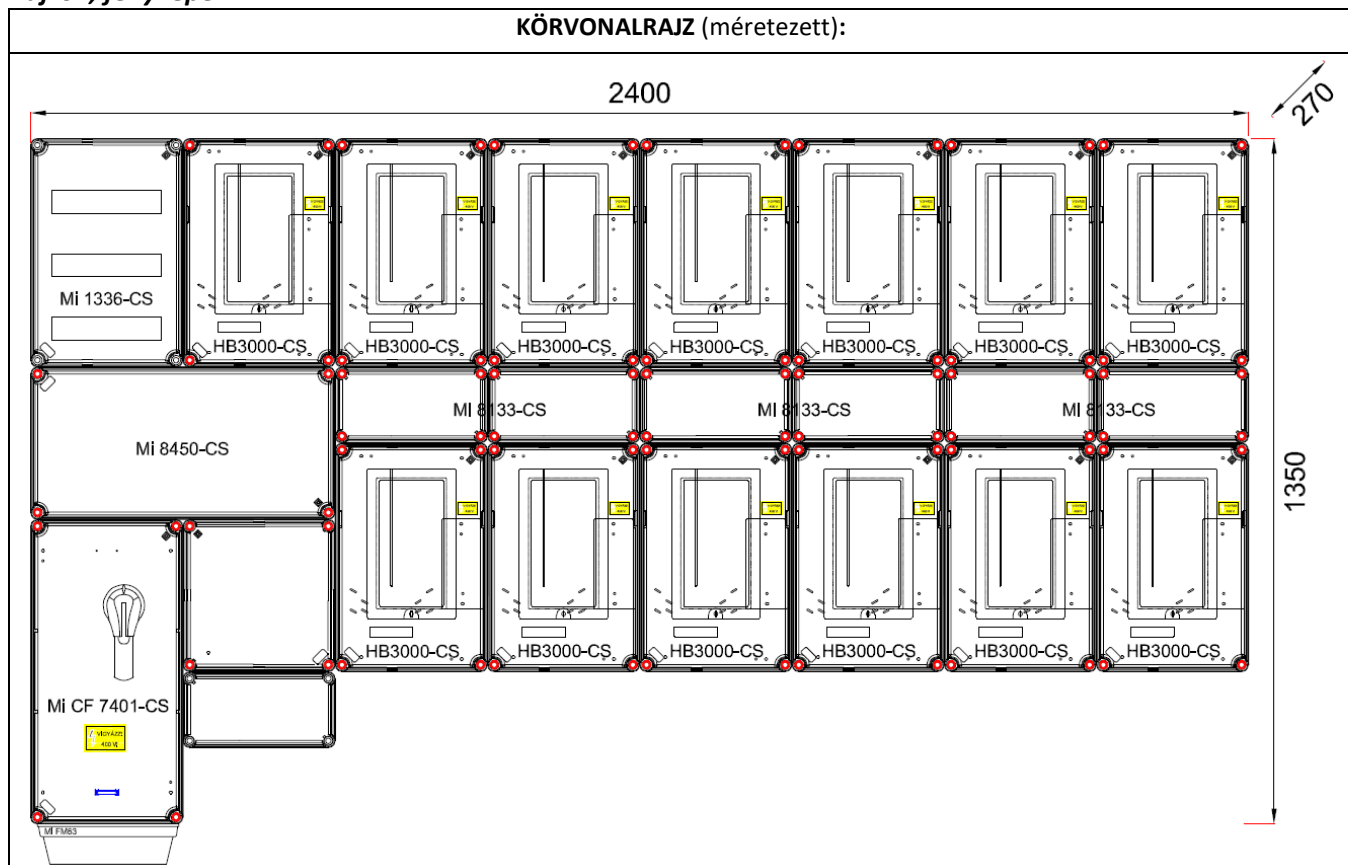 KÖRVONALRAJZ (méretezett):
2400
270
Mi 1336-CS
HB3000-CS
HB3000-CS
HB3000-CS
HB3000-CS
HB3000-CS
HB3000-CS
HB3000-CS
Mi 8133-CS
Mi 8133-CS
Mi 8133-CS
Mi 8450-CS
1350
HB3000-CS
HB3000-CS
HB3000-CS
HB3000-CS
HB3000-CS
HB3000-CS
Mi CF 7401-CS
VIGYÁZZ!
400 V!
Mi FM63